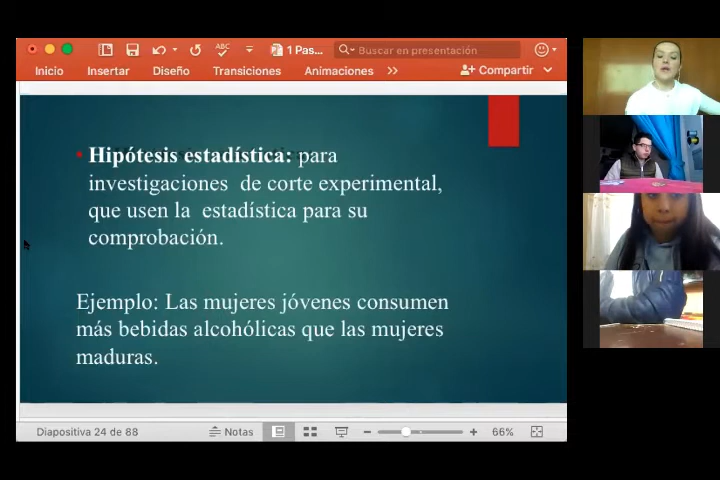 ABC
1 Pas...
Buscar en presentación
Inicio
Insertar
Diseño
Transiciones
Animaciones
Compartir
• Hipótesis estadística: para
investigaciones de corte experimental,
que usen la estadística para su
comprobación.
Ejemplo: Las mujeres jóvenes consumen
más bebidas alcohólicas que las mujeres
maduras.
Diapositiva 24 de 88
Notas
66%